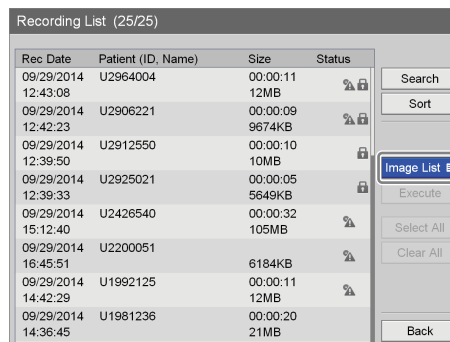 Recording List (25/25)
Rec Date Patient (ID, Name) Size Status
09/29/2014 U2964004 00:00:11
12:43:08 12MB
09/29/2014 U2906221 00:00:09
12:42:23 9674KB
09/29/2014 U2912550 00:00:10
12:39:50 10MB
09/29/2014 U2925021 00:00:05
12:39:33 5649KB
09/29/2014 U2426540 00:00:32
15:12:40 105MB
09/29/2014 U2200051
16:45:51 6184KB
09/29/2014 U1992125 00:00:11
14:42:29 12MB
09/29/2014 U1981236 00:00:20
14:36:45 21MB
Search
Sort
Image List
Execute
Select All
Clear All
Back